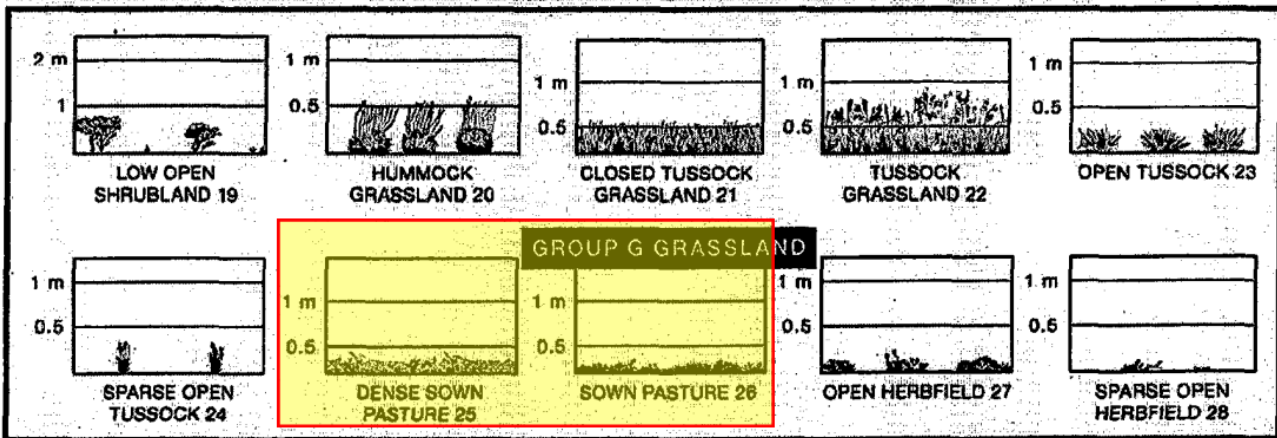 2 m
1
LOW OPEN
SHRUBLAND 19
1 m
0.5
HUMMOCK
GRASSLAND 20
1 m
0.5
CLOSED TUSSOCK
GRASSLAND 21
1 m
0.5
TUSSOCK
GRASSLAND 22
1 m
0.5
OPEN TUSSOCK 23
GROUP G GRASSLAND
1 m
0.5
SPARSE OPEN
TUSSOCK 24
1 m
0.5
DENSE SOWN
PASTURE 25
1 m
0.5
SOWN PASTURE 26
1 m
0.5
OPEN HERBFIELD 27
1 m
0.5
SPARSE OPEN
HERBFIELD 28